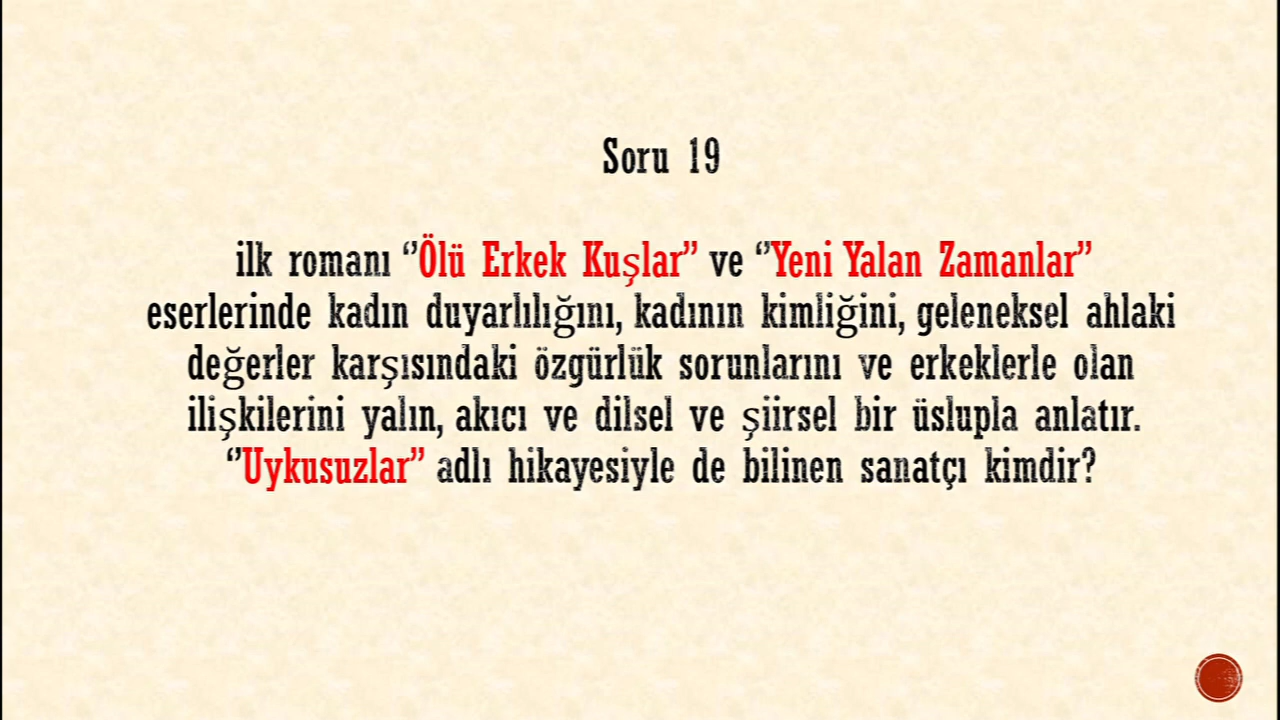 Soru 19
ilk romanı ‘’Ölü Erkek Kuşlar’’ ve ‘’Yeni Yalan Zamanlar’’
eserlerinde kadın duyarlılığını, kadının kimliğini, geleneksel ahlaki
değerler karşısındaki özgürlük sorunlarını ve erkeklerle olan
ilişkilerini yalın, akıcı ve dilsel ve şiirsel bir üslupla anlatır.
‘’Uykusuzlar’’ adlı hikayesiyle de bilinen sanatçı kimdir?